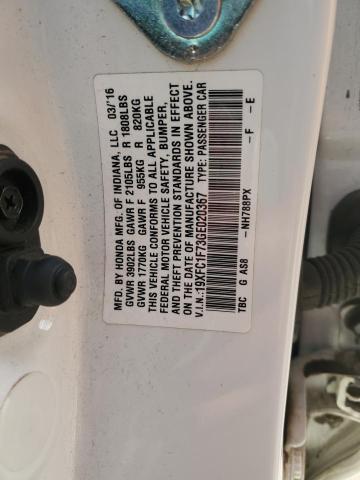 MFD. BY HONDA MFG. OF INDIANA, LLC 03/16
GVWR 3902LBS GAWR F 2105LBS R 1808LBS
GVWR 1770KG GAWR F 955KG R 820KG
THIS VEHICLE CONFORMS TO ALL APPLICABLE
FEDERAL MOTOR VEHICLE SAFETY, BUMPER,
AND THEFT PREVENTION STANDARDS IN EFFECT
ON THE DATE OF MANUFACTURE SHOWN ABOVE.
V.I.N.:19XFC1F73GE020567 TYPE: PASSENGER CAR
TBC G AS8 –NH788PX –F –E